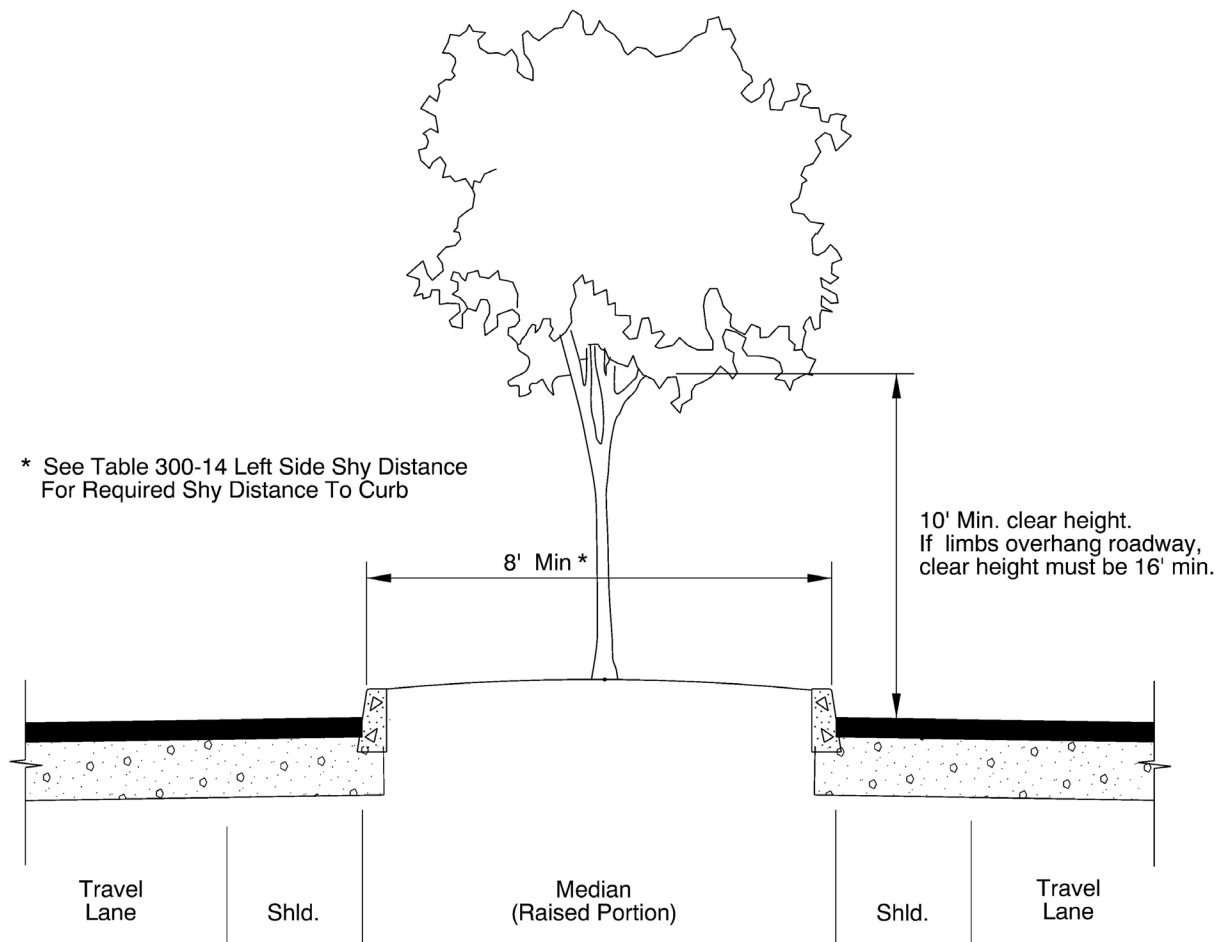 * See Table 300-14 Left Side Shy Distance
For Required Shy Distance To Curb
8' Min *
10' Min. clear height.
If limbs overhang roadway,
clear height must be 16' min.
Travel
Lane
Shld.
Median
(Raised Portion)
Shld.
Travel
Lane